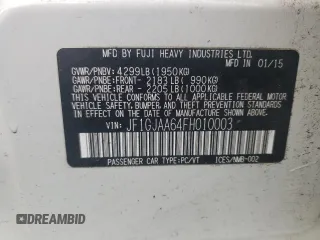 MFD BY FUJI HEAVY INDUSTRIES LTD.
GVWR/PNBV: 4299LB(1950KG) IN 01/15
GAWR/PNBE:FRONT- 2183LB( 990KG)
GAWR/PNBE:REAR - 2205LB(1000KG)
THIS VEHICLE CONFORMS TO ALL APPLICABLE FEDERAL MOTOR VEHICLE
SAFETY, BUMPER, AND THEFT PREVENTION STANDARDS
IN EFFECT ON THE DATE OF MANUFACTURE SHOWN ABOVE.
VIN: JF1GJAA64FH010003
PASSENGER CAR TYPE:PC/VT ICES/NMB-002
©DEALERBID